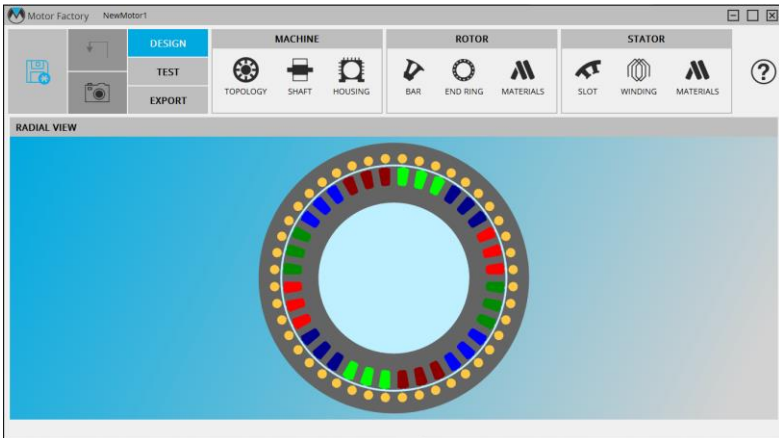 Motor Factory NewMotor1
DESIGN
TEST
EXPORT
MACHINE
TOPOLOGY SHAFT HOUSING
ROTOR
BAR END RING MATERIALS
STATOR
SLOT WINDING MATERIALS
?
RADIAL VIEW